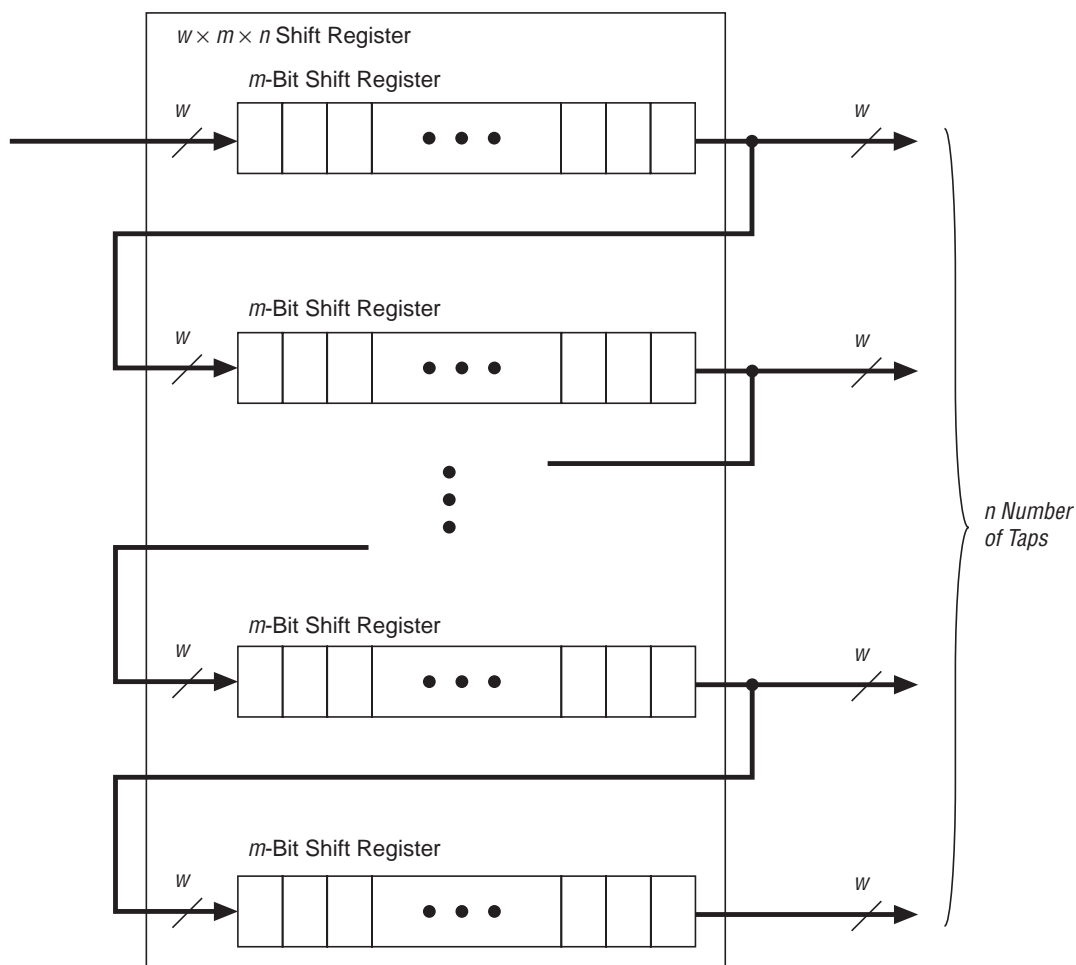 w × m × n Shift Register
m-Bit Shift Register
w
w
m-Bit Shift Register
w
w
n Number
of Taps
m-Bit Shift Register
w
w
m-Bit Shift Register
w
w